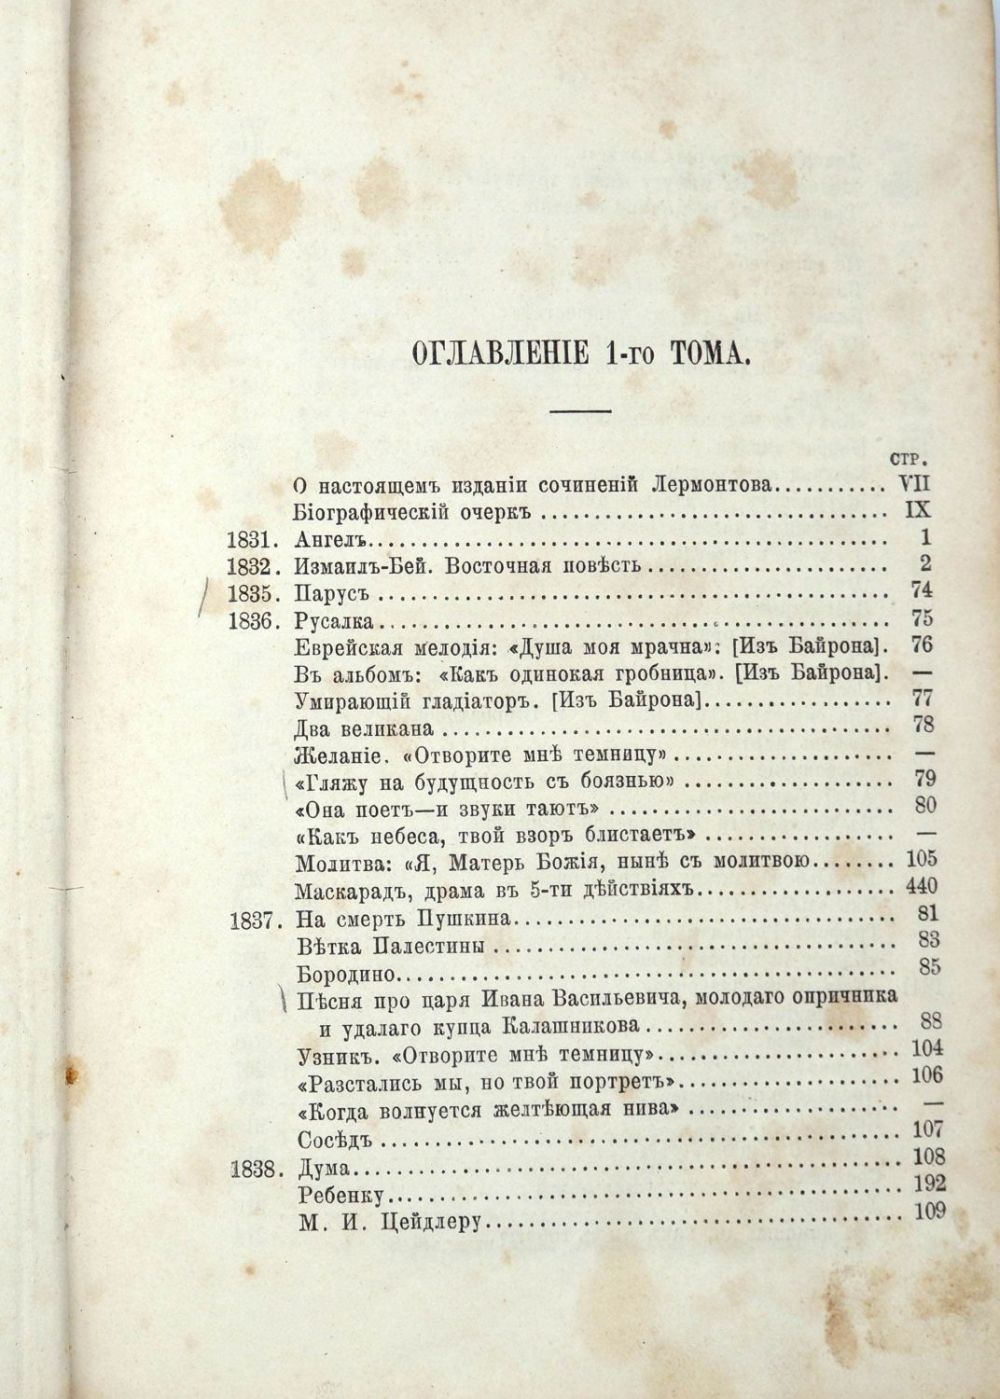 ОГЛАВЛЕНІЕ 1-го ТОМА.
СТР.
О настоящемъ изданіи сочиненій Лермонтова........... VII
Біографическій очеркъ ................................ IX
1831. Ангелъ................................................ 1
1832. Измаилъ-Бей. Восточная повѣсть ...................... 2
1835. Парусъ ................................................ 74
1836. Русалка................................................ 75
Еврейская мелодія: «Душа моя мрачна»: [Изъ Байрона]. 76
Въ альбомъ: «Какъ одинокая гробница». [Изъ Байрона]. —
Умирающій гладіаторъ. [Изъ Байрона].................. 77
Два великана .......................................... 78
Желаніе. «Отворите мнѣ темницу» .................... —
«Гляжу на будущность съ боязнью» ................... 79
«Она поетъ—и звуки таютъ» .......................... 80
«Какъ небеса, твой взоръ блистаетъ» ................. —
Молитва: «Я, Матерь Божія, нынѣ съ молитвою........ 105
Маскарадъ, драма въ 5-ти дѣйствіяхъ.................. 440
1837. На смерть Пушкина................................... 81
Вѣтка Палестины ..................................... 83
Бородино.............................................. 85
Пѣсня про царя Ивана Васильевича, молодаго опричника
и удалаго купца Калашникова ........................ 88
Узникъ. «Отворите мнѣ темницу»...................... 104
«Разстались мы, но твой портретъ».................... 106
«Когда волнуется желтѣющая нива» ................... —
Сосѣдъ ................................................ 107
1838. Дума................................................... 108
Ребенку................................................ 192
М. И. Цейдлеру........................................ 109